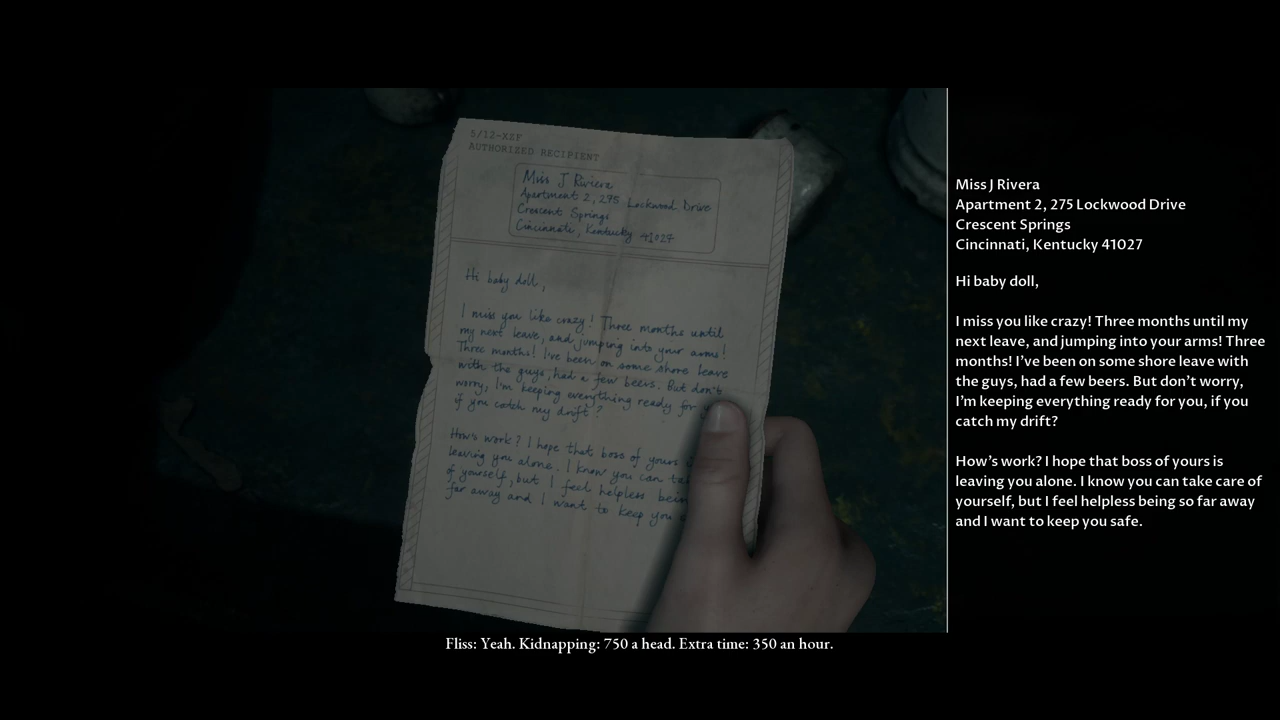 5/12-XZF
AUTHORIZED RECIPIENT
Miss J Rivera
Apartment 2, 275 Lockwood Drive
Crescent Springs
Cincinnati, Kentucky 41027
Hi baby doll,
I miss you like crazy! Three months until
my next leave, and jumping into your arms!
Three months! I've been on some shore leave
with the guys, had a few beers. But don't
worry, I'm keeping everything ready for
if you catch my drift?
How's work? I hope that boss of yours
leaving you alone. I know you can
of yourself, but I feel helpless
far away and I want to keep you
Miss J Rivera
Apartment 2, 275 Lockwood Drive
Crescent Springs
Cincinnati, Kentucky 41027
Hi baby doll,
I miss you like crazy! Three months until my
next leave, and jumping into your arms! Three
months! I've been on some shore leave with
the guys, had a few beers. But don't worry,
I'm keeping everything ready for you, if you
catch my drift?
How's work? I hope that boss of yours is
leaving you alone. I know you can take care of
yourself, but I feel helpless being so far away
and I want to keep you safe.
Fliss: Yeah. Kidnapping: 750 a head. Extra time: 350 an hour.